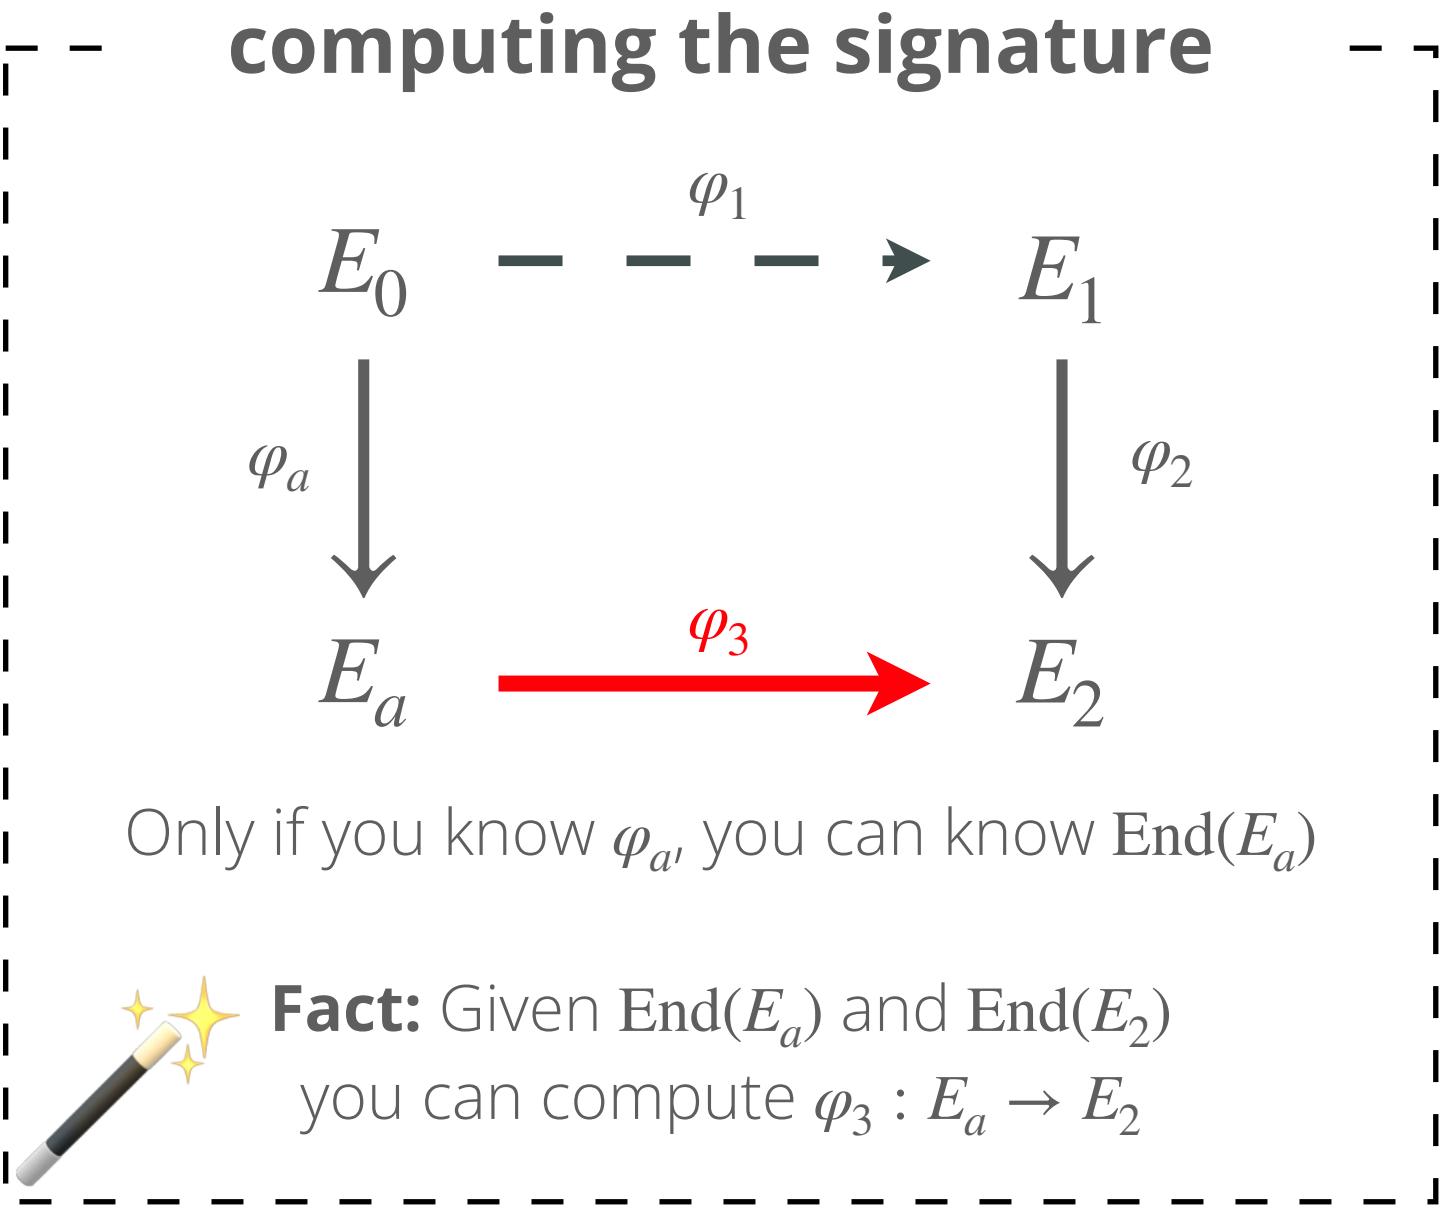 computing the signature
φ₁
E₀ E₁
φₐ φ₂
φ₃
Eₐ E₂
Only if you know φₐ, you can know End(Eₐ)
Fact: Given End(Eₐ) and End(E₂)
you can compute φ₃ : Eₐ → E₂